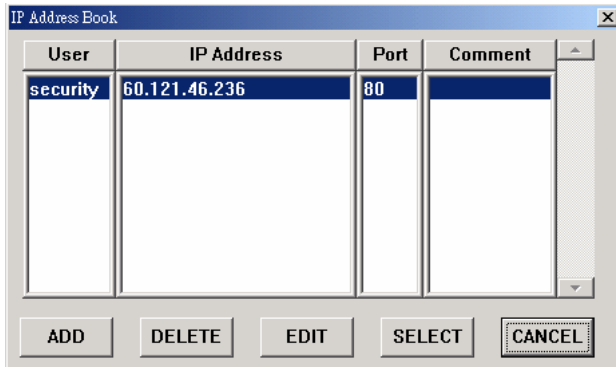 IP Address Book
User IP Address Port Comment
security 60.121.46.236 80
ADD DELETE EDIT SELECT CANCEL